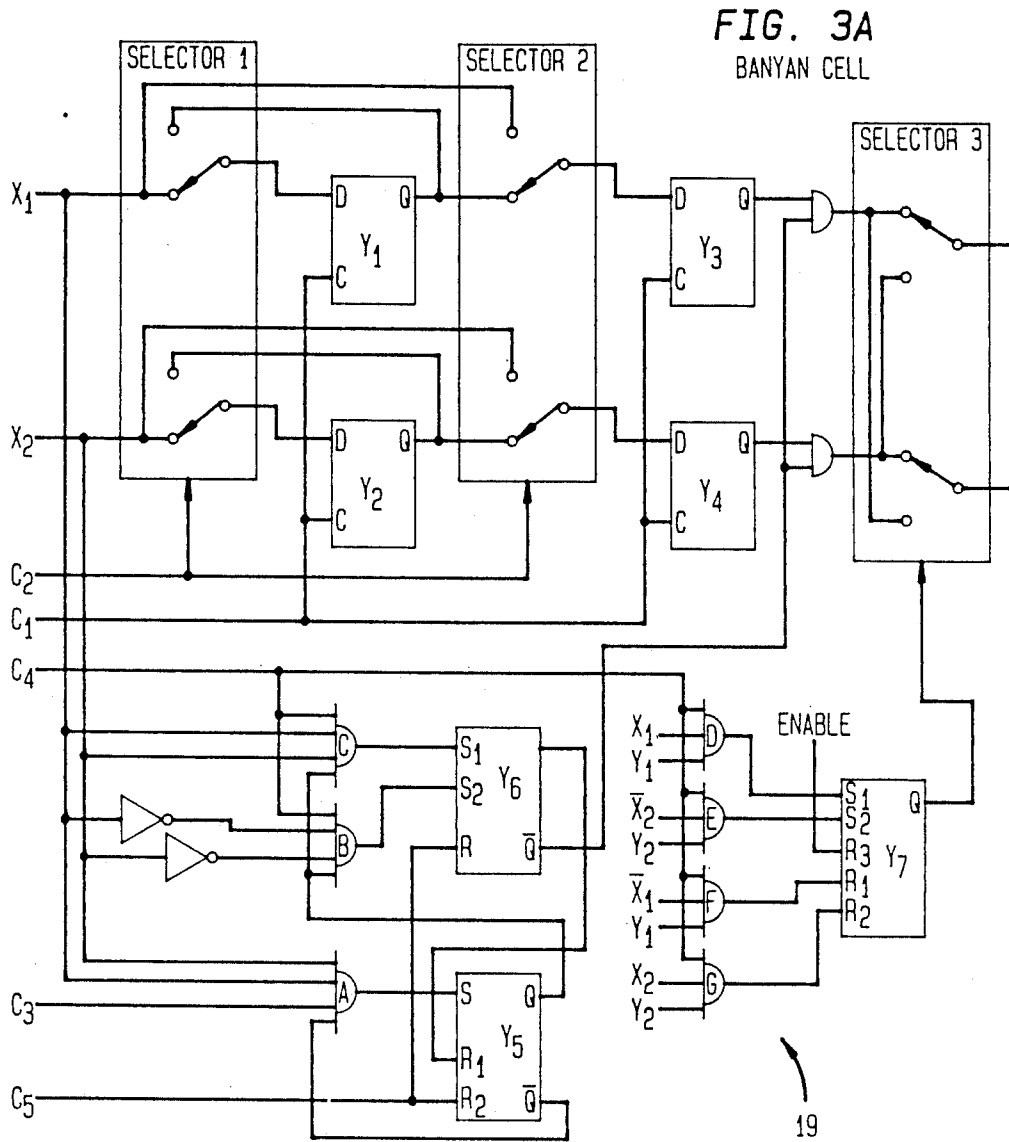 FIG. 3A
BANYAN CELL
SELECTOR 1
SELECTOR 2
SELECTOR 3
X₁
D Q
Y₁
C
D Q
Y₃
C
X₂
D Q
Y₂
C
D Q
Y₄
C
C₂
C₁
C₄
C
S₁
S₂
Y₆
R
Q̅
B
X₁
Y₁
D
ENABLE
X̅₂
Y₂
E
X̅₁
Y₁
F
X₂
Y₂
G
S₁
S₂
R₃
R₁
R₂
Q
Y₇
A
C₃
S Q
Y₅
R₁
R₂ Q̅
C₅
19